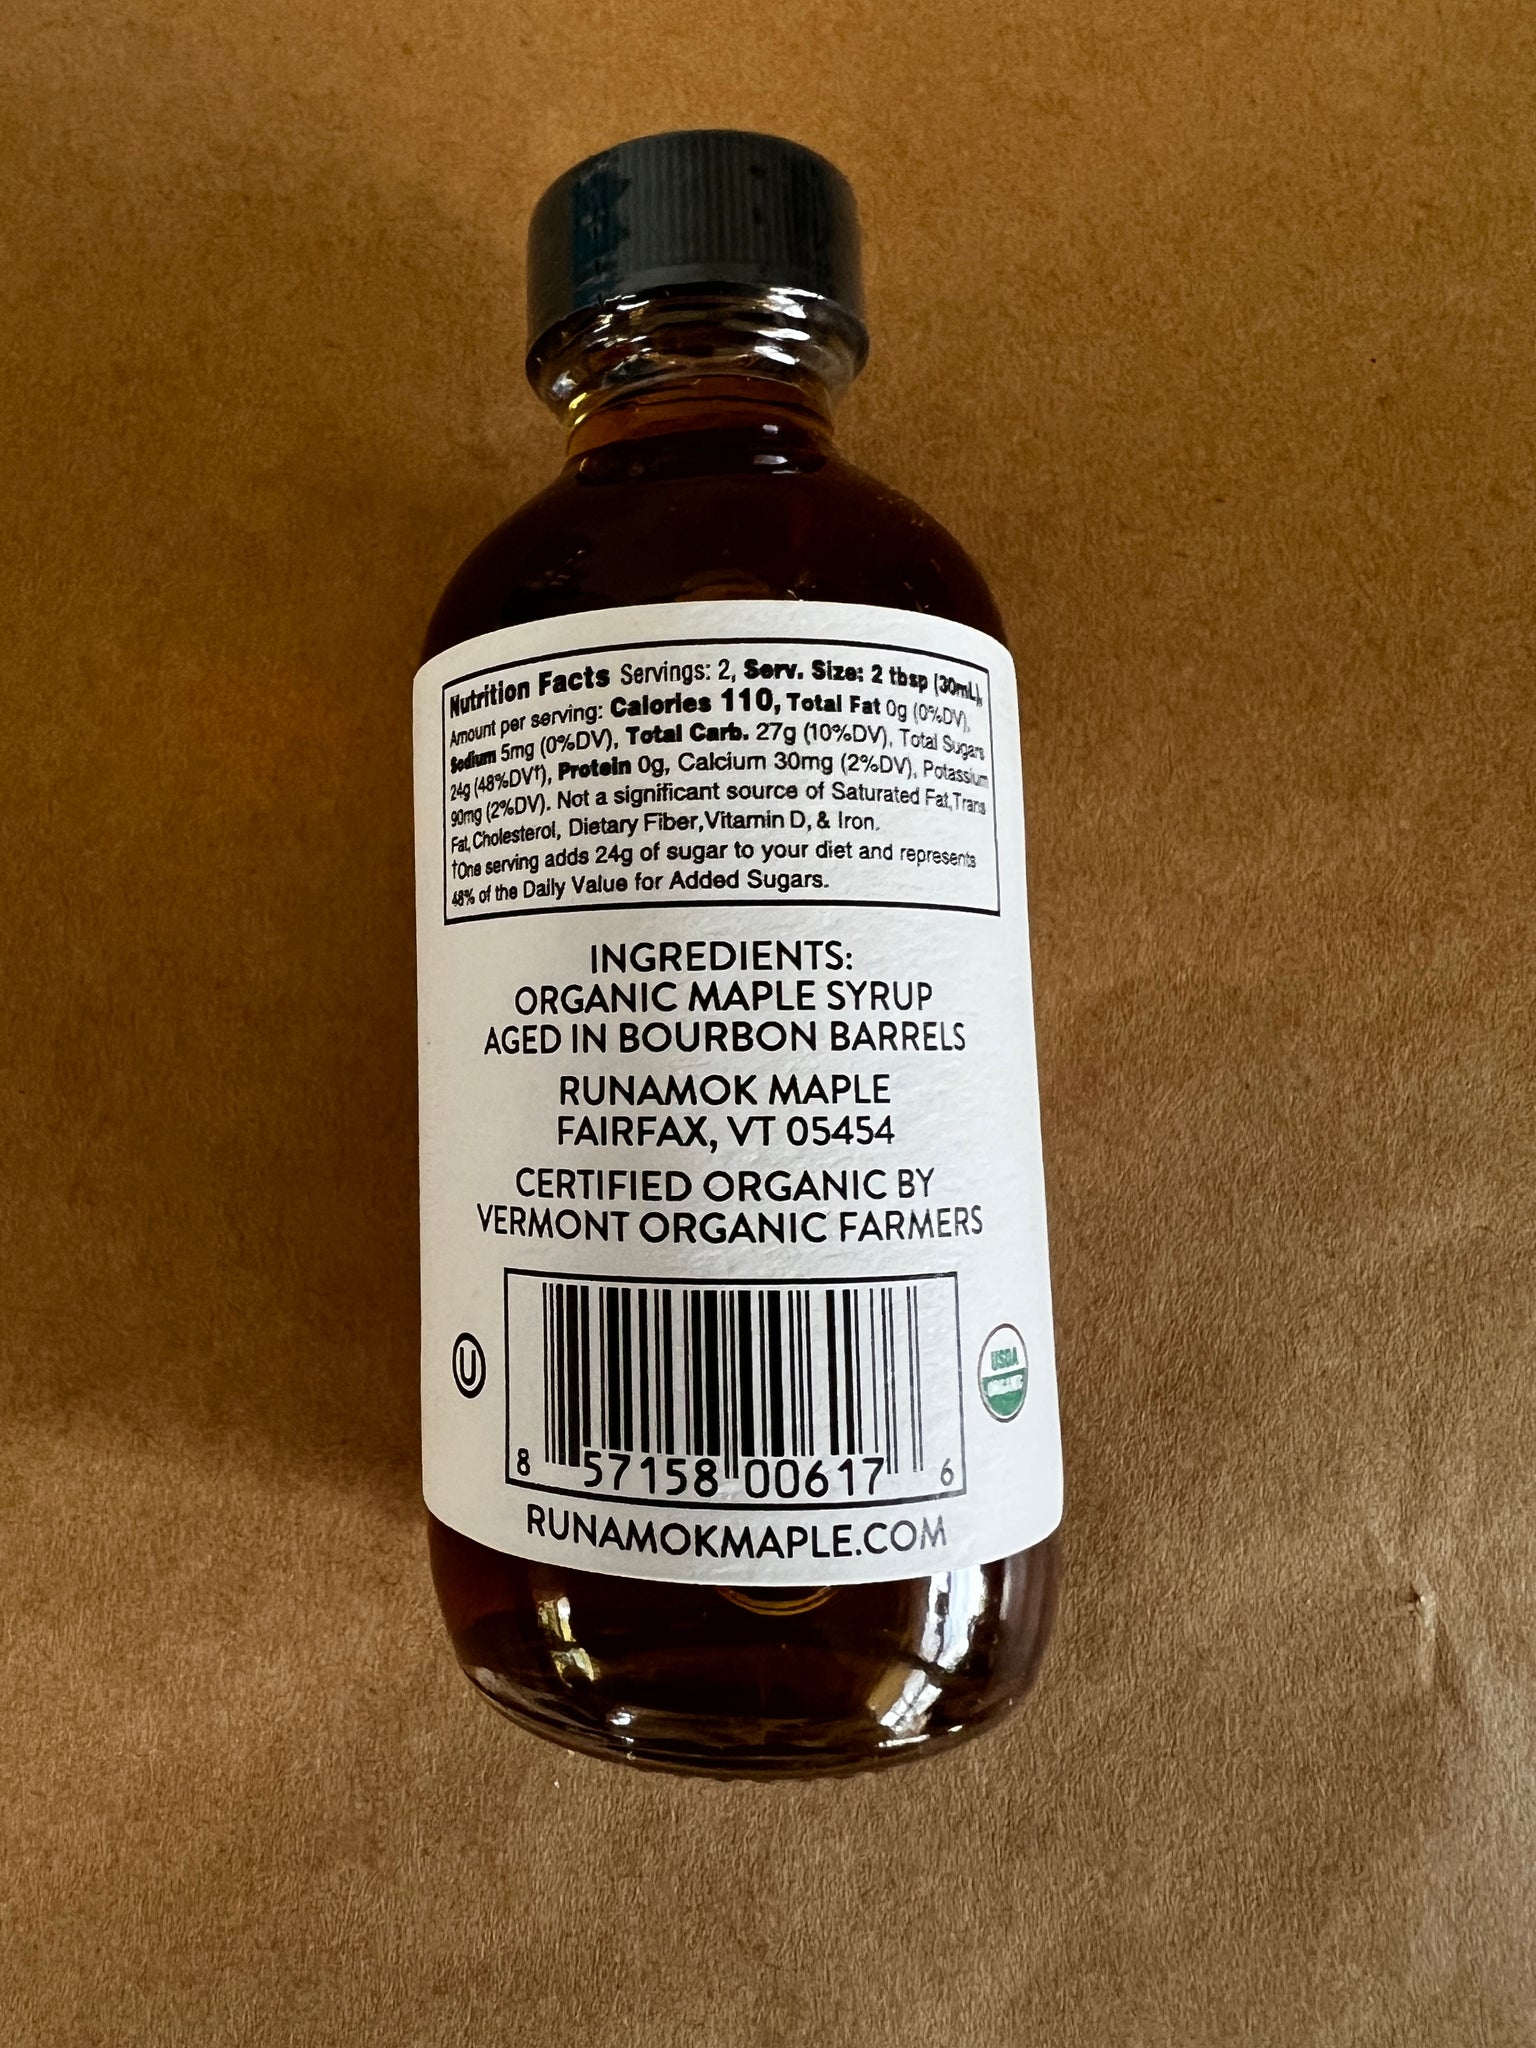 Nutrition Facts Servings: 2, Serv. Size: 2 tbsp (30mL),
Amount per serving: Calories 110, Total Fat 0g (0%DV),
Sodium 5mg (0%DV), Total Carb. 27g (10%DV), Total Sugars
24g (48%DV†), Protein 0g, Calcium 30mg (2%DV), Potassium
90mg (2%DV). Not a significant source of Saturated Fat, Trans
Fat, Cholesterol, Dietary Fiber, Vitamin D, & Iron.
†One serving adds 24g of sugar to your diet and represents
48% of the Daily Value for Added Sugars.
INGREDIENTS:
ORGANIC MAPLE SYRUP
AGED IN BOURBON BARRELS
RUNAMOK MAPLE
FAIRFAX, VT 05454
CERTIFIED ORGANIC BY
VERMONT ORGANIC FARMERS
U
USDA
ORGANIC
8 57158 00617 6
RUNAMOKMAPLE.COM